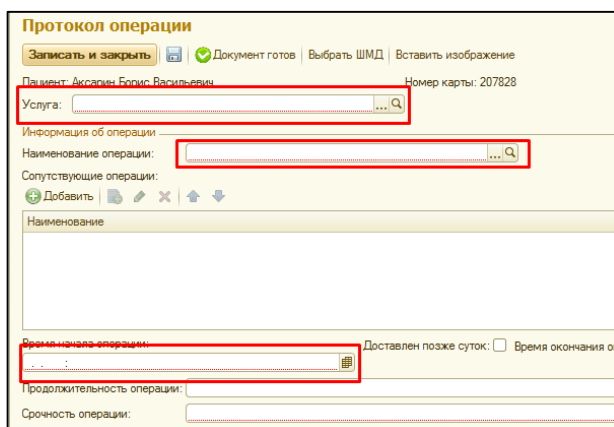 Протокол операции
Записать и закрыть Документ готов Выбрать ШМД Вставить изображение
Пациент: Аксарин Борис Васильевич Номер карты: 207828
Услуга: ...
Информация об операции
Наименование операции: ...
Сопутствующие операции:
Добавить
Наименование
Время начала операции: Доставлен позже суток: Время окончания о
. . :
Продолжительность операции:
Срочность операции: